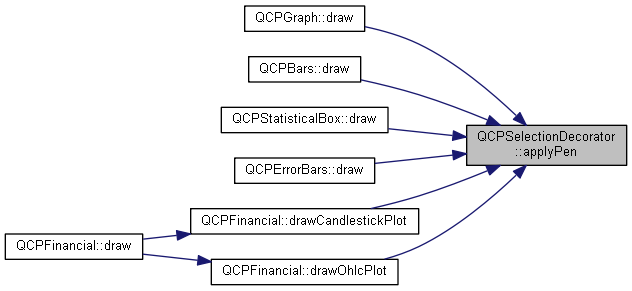 QCPGraph::draw
QCPBars::draw
QCPStatisticalBox::draw
QCPSelectionDecorator
::applyPen
QCPErrorBars::draw
QCPFinancial::drawCandlestickPlot
QCPFinancial::draw
QCPFinancial::drawOhlcPlot